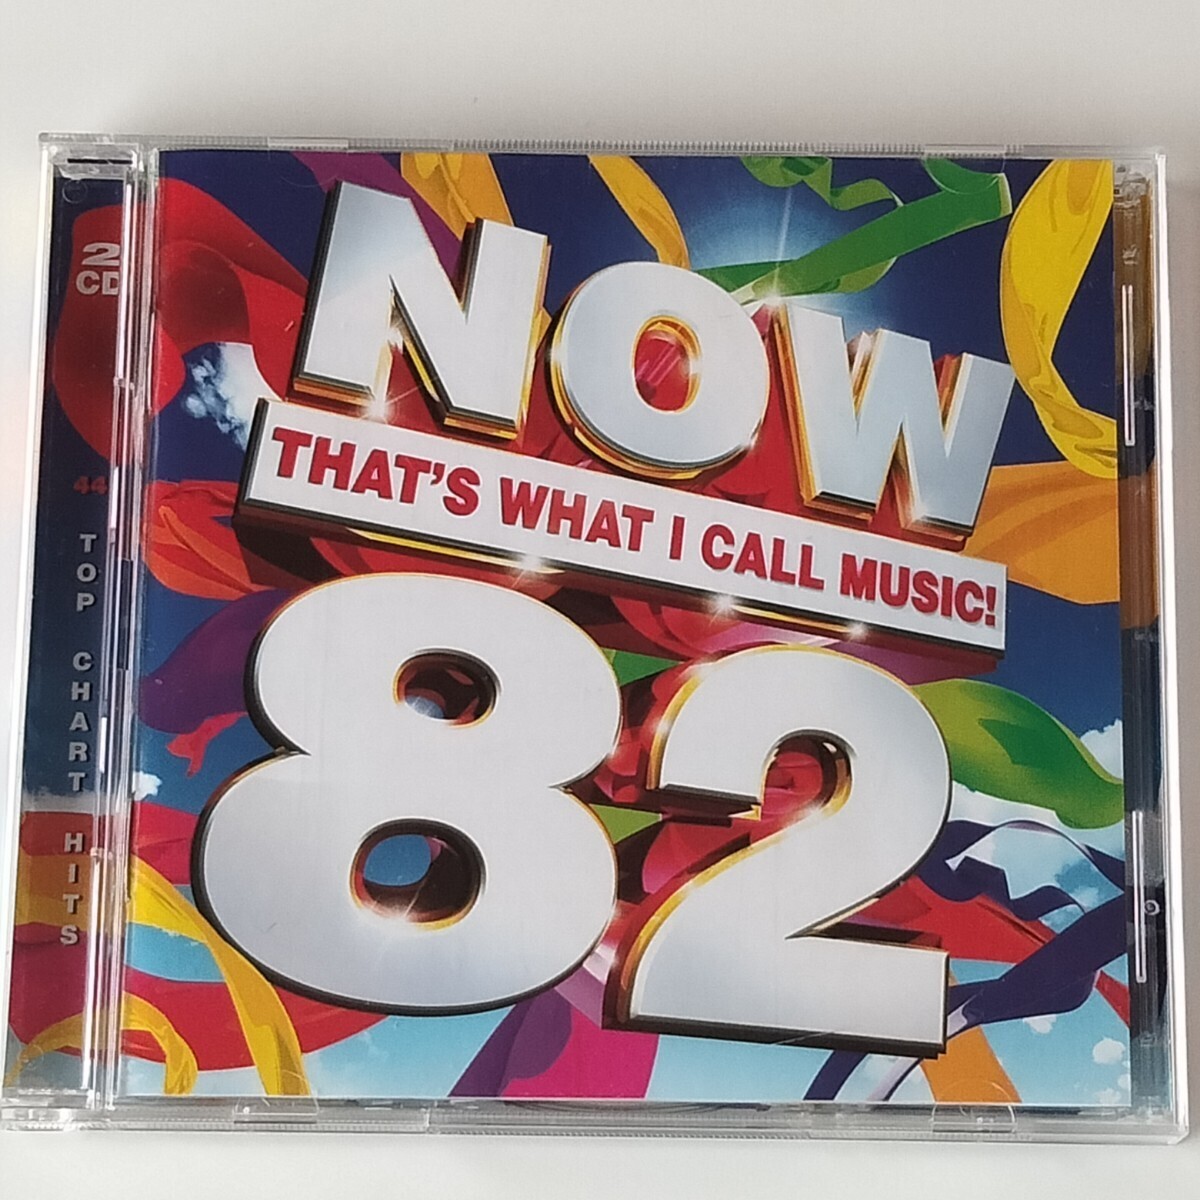 2
CD
44
TOP
CHART
HITS
NOW
THAT'S WHAT I CALL MUSIC!
82